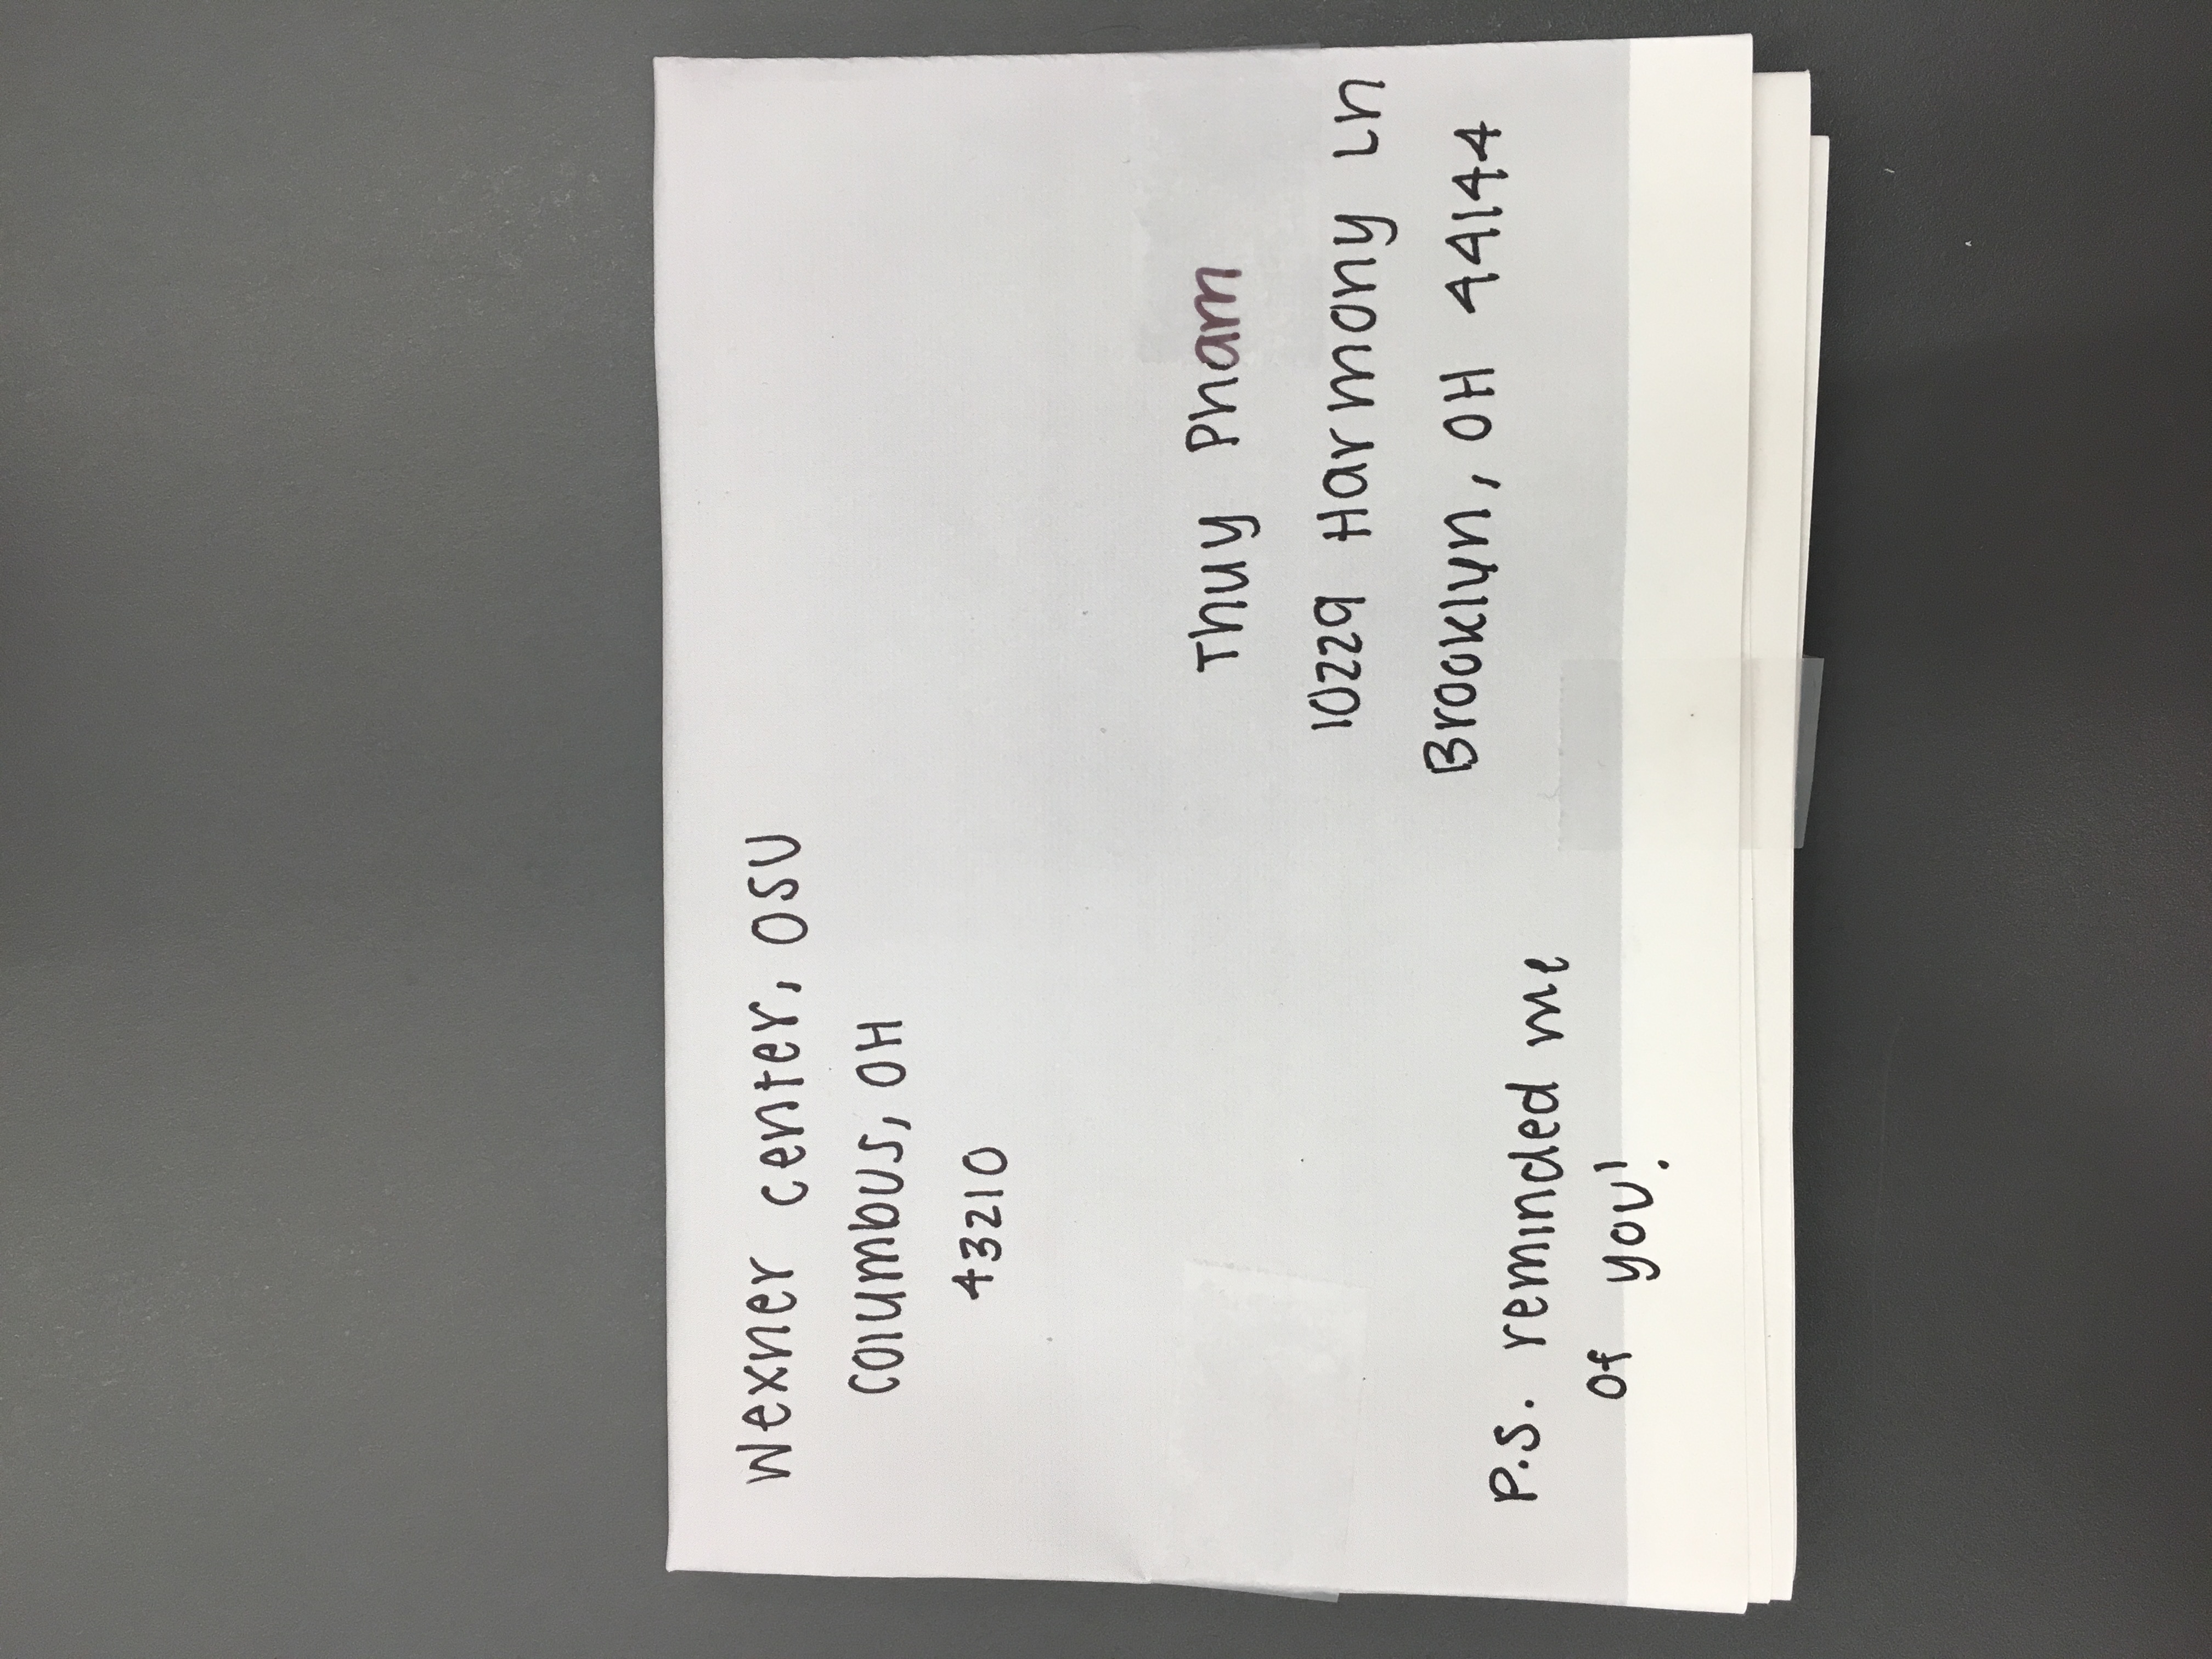 Wexner center, OSU
Columbus, OH
43210
Thuy Pham
10229 Harmony Ln
Brooklyn, OH 44144
P.S. reminded me
of you!